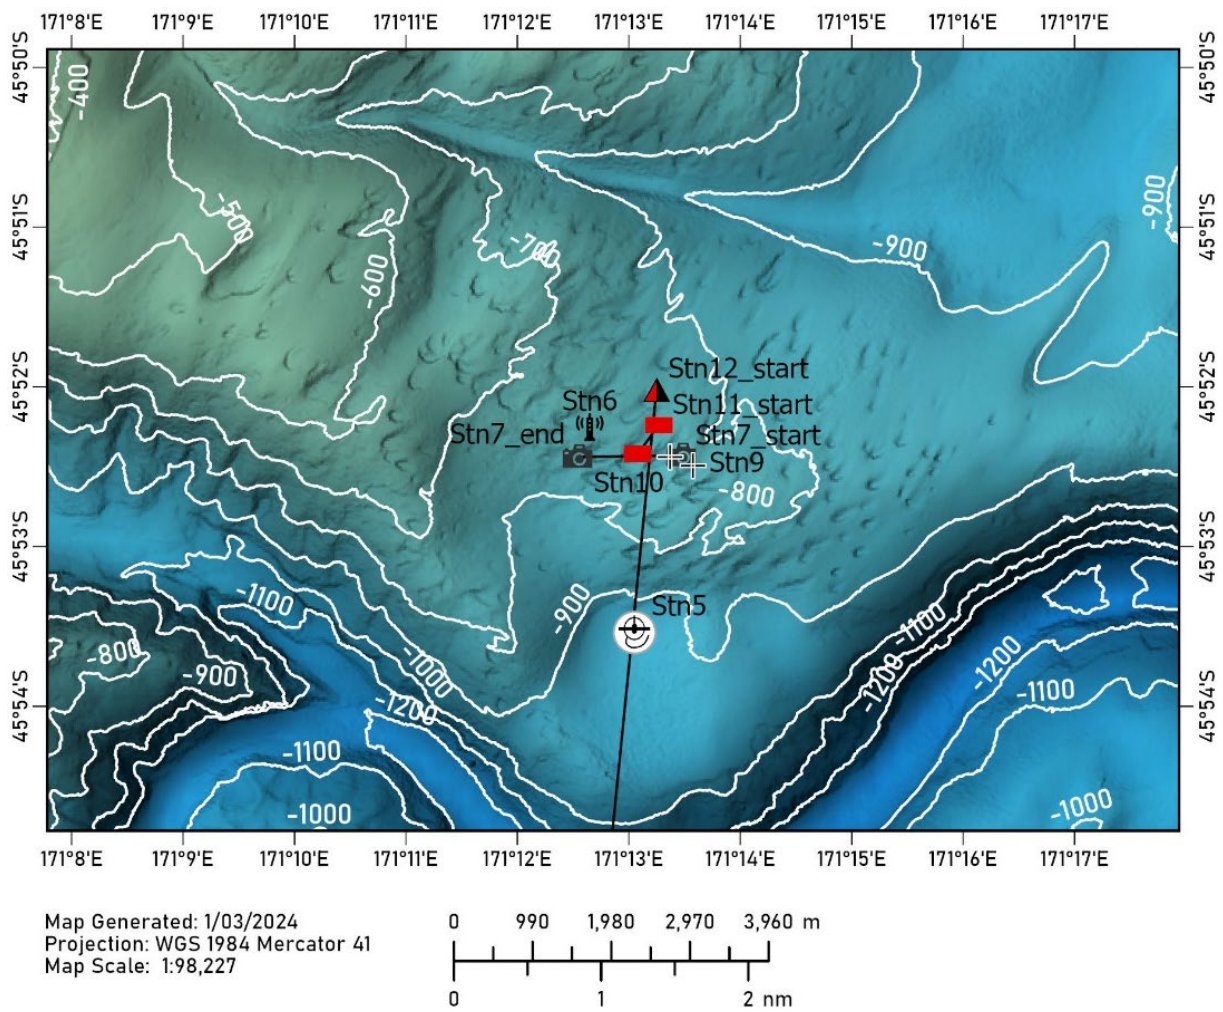 171°8'E 171°9'E 171°10'E 171°11'E 171°12'E 171°13'E 171°14'E 171°15'E 171°16'E 171°17'E
45°50'S 45°50'S
-400
-900
-500
45°51'S 45°51'S
-700
-900
-600
45°52'S 45°52'S
Stn12_start
Stn6
Stn11_start
Stn7_end
Stn7_start
Stn9
Stn10
-800
45°53'S 45°53'S
-1100
-900
Stn5
-1100
-800
-900
-1000
-1200
-1200
-1200
-1100
45°54'S 45°54'S
-1100
-1000
-1000
171°8'E 171°9'E 171°10'E 171°11'E 171°12'E 171°13'E 171°14'E 171°15'E 171°16'E 171°17'E
Map Generated: 1/03/2024
Projection: WGS 1984 Mercator 41
Map Scale: 1:98,227
0 990 1,980 2,970 3,960 m
0 1 2 nm